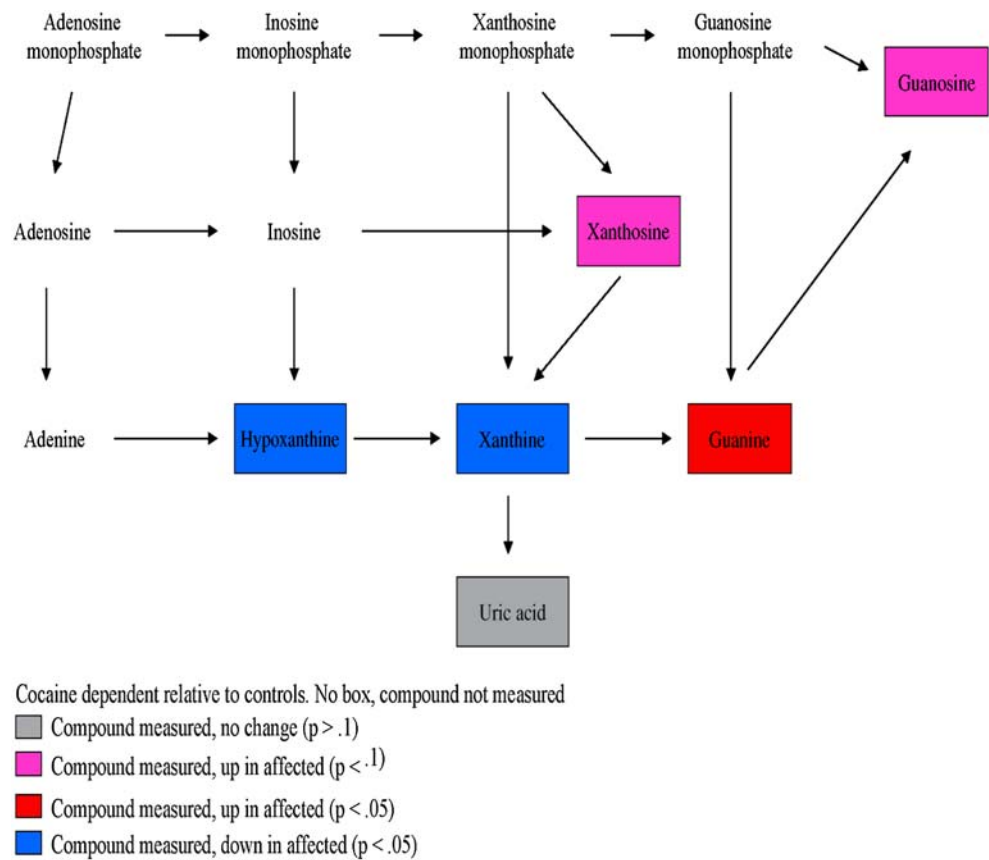 Adenosine
monophosphate
Inosine
monophosphate
Xanthosine
monophosphate
Guanosine
monophosphate
Guanosine
Adenosine
Inosine
Xanthosine
Adenine
Hypoxanthine
Xanthine
Guanine
Uric acid
Cocaine dependent relative to controls. No box, compound not measured
Compound measured, no change (p > .1)
Compound measured, up in affected (p < .1)
Compound measured, up in affected (p < .05)
Compound measured, down in affected (p < .05)